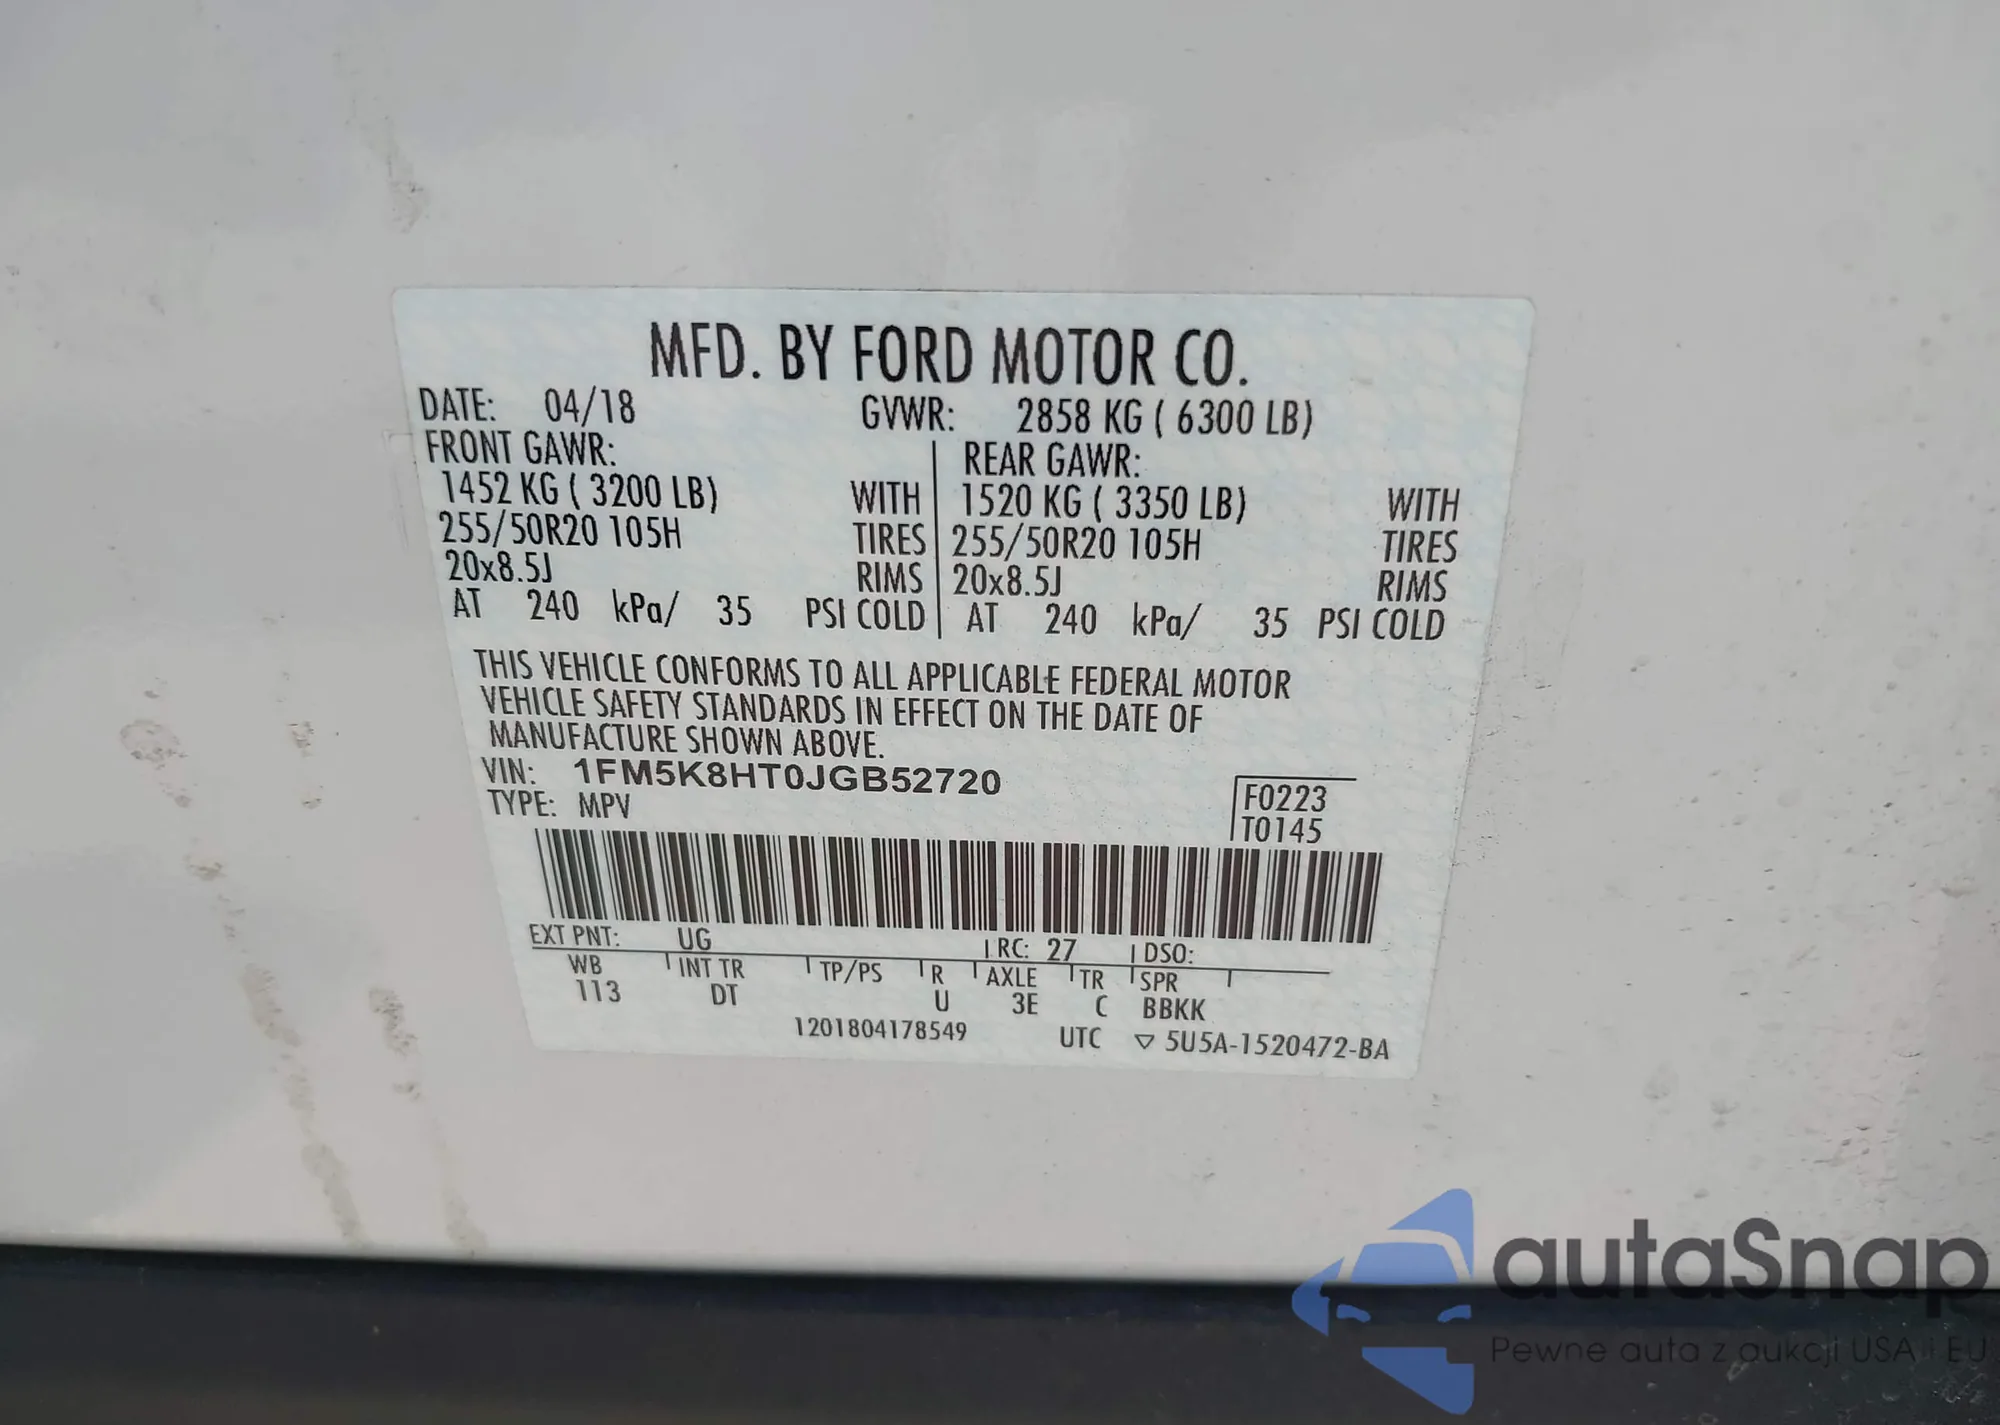 MFD. BY FORD MOTOR CO.
DATE: 04/18 GVWR: 2858 KG ( 6300 LB)
FRONT GAWR: REAR GAWR:
1452 KG ( 3200 LB) WITH 1520 KG ( 3350 LB) WITH
255/50R20 105H TIRES 255/50R20 105H TIRES
20x8.5J RIMS 20x8.5J RIMS
AT 240 kPa/ 35 PSI COLD AT 240 kPa/ 35 PSI COLD
THIS VEHICLE CONFORMS TO ALL APPLICABLE FEDERAL MOTOR
VEHICLE SAFETY STANDARDS IN EFFECT ON THE DATE OF
MANUFACTURE SHOWN ABOVE.
VIN: 1FM5K8HT0JGB52720
TYPE: MPV
F0223
T0145
EXT PNT: UG RC: 27 DSO:
WB INT TR TP/PS R AXLE TR SPR
113 DT U 3E C BBKK
1201804178549 UTC ▽ 5U5A-1520472-BA
autaSnap
Pewne auta z aukcji USA i EU